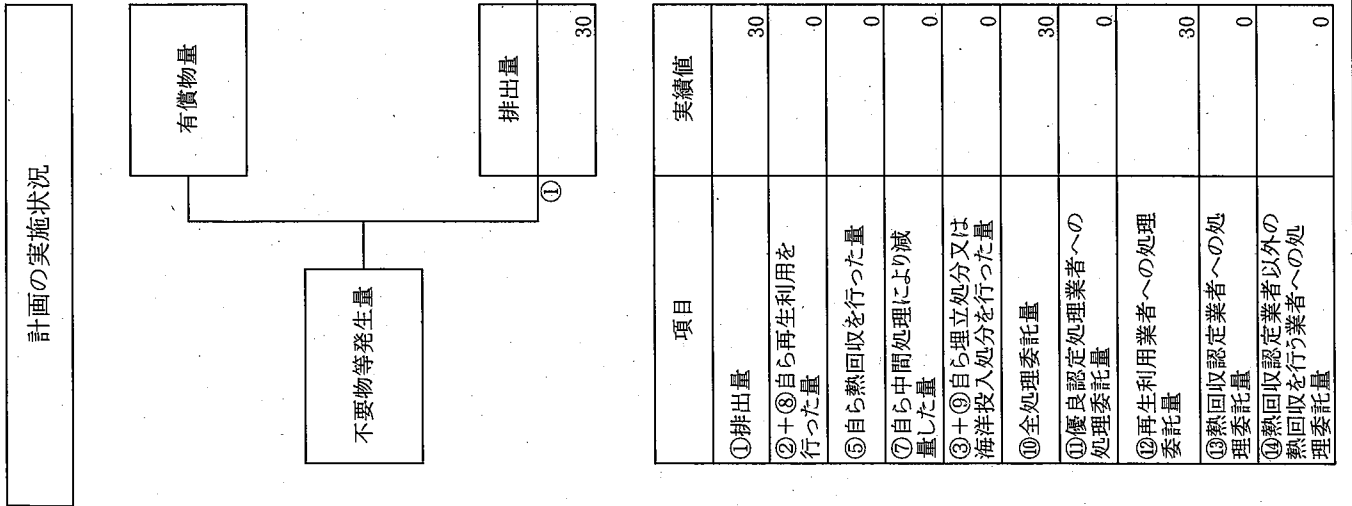 計画の実施状況
有償物量
不要物等発生量
排出量
①
30
項目
実績値
①排出量
30
②+⑧自ら再生利用を
行った量
0
⑤自ら熱回収を行った量
0
⑦自ら中間処理により減
量した量
0
③+⑨自ら埋立処分又は
海洋投入処分を行った量
0
⑩全処理委託量
30
⑪優良認定処理業者への
処理委託量
0
⑫再生利用業者への処理
委託量
30
⑬熱回収認定業者への処
理委託量
0
⑭熱回収認定業者以外の
熱回収を行う業者への処
理委託量
0